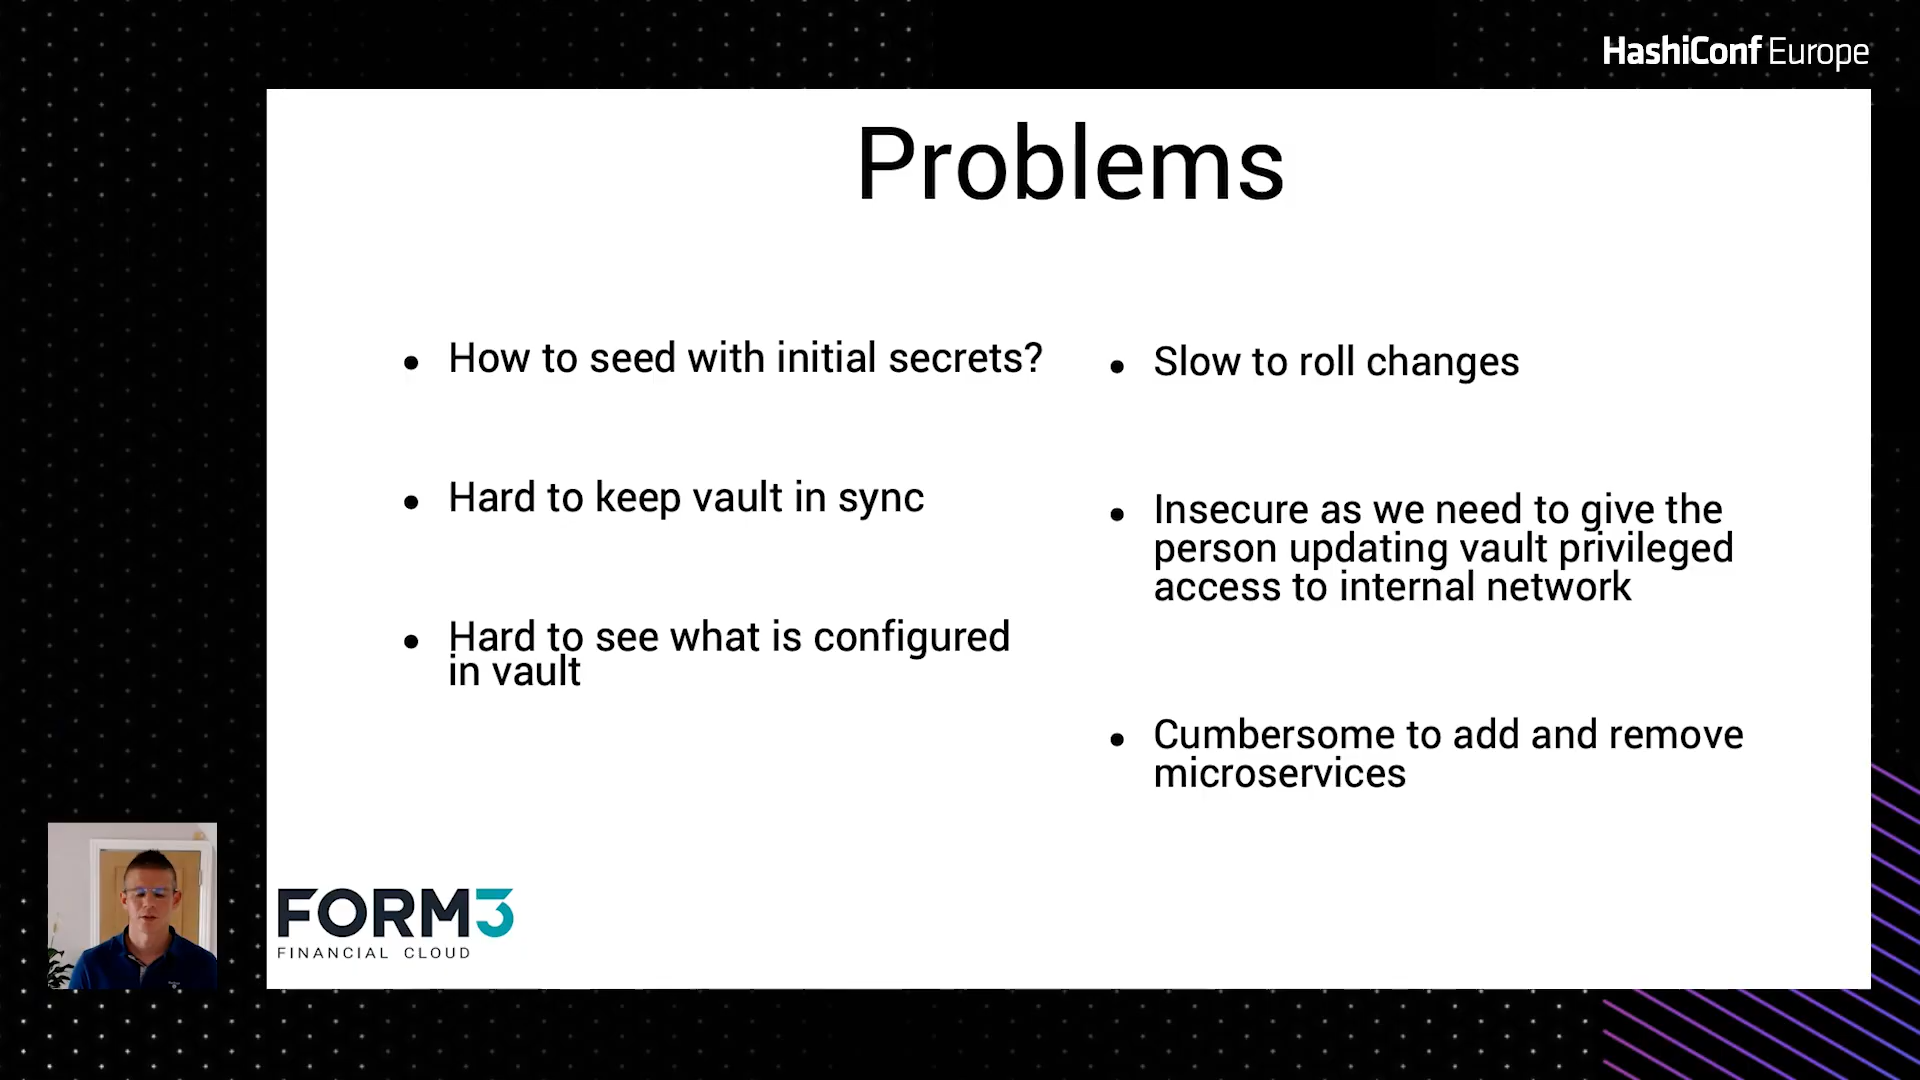 HashiConf Europe
Problems
How to seed with initial secrets?
Hard to keep vault in sync
Hard to see what is configured
in vault
Slow to roll changes
Insecure as we need to give the
person updating vault privileged
access to internal network
Cumbersome to add and remove
microservices
FORM3
FINANCIAL CLOUD